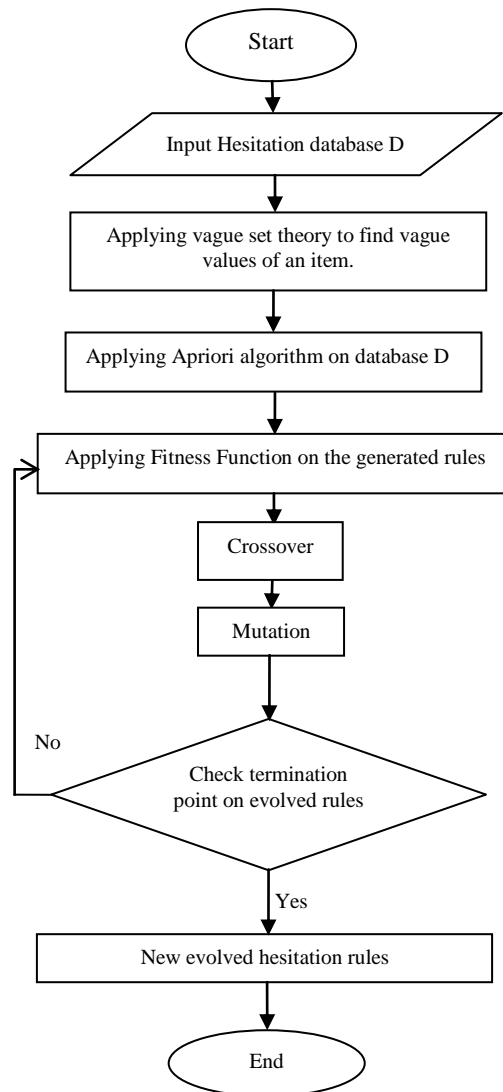 Start
Input Hesitation database D
Applying vague set theory to find vague
values of an item.
Applying Apriori algorithm on database D
Applying Fitness Function on the generated rules
Crossover
Mutation
No
Check termination
point on evolved rules
Yes
New evolved hesitation rules
End